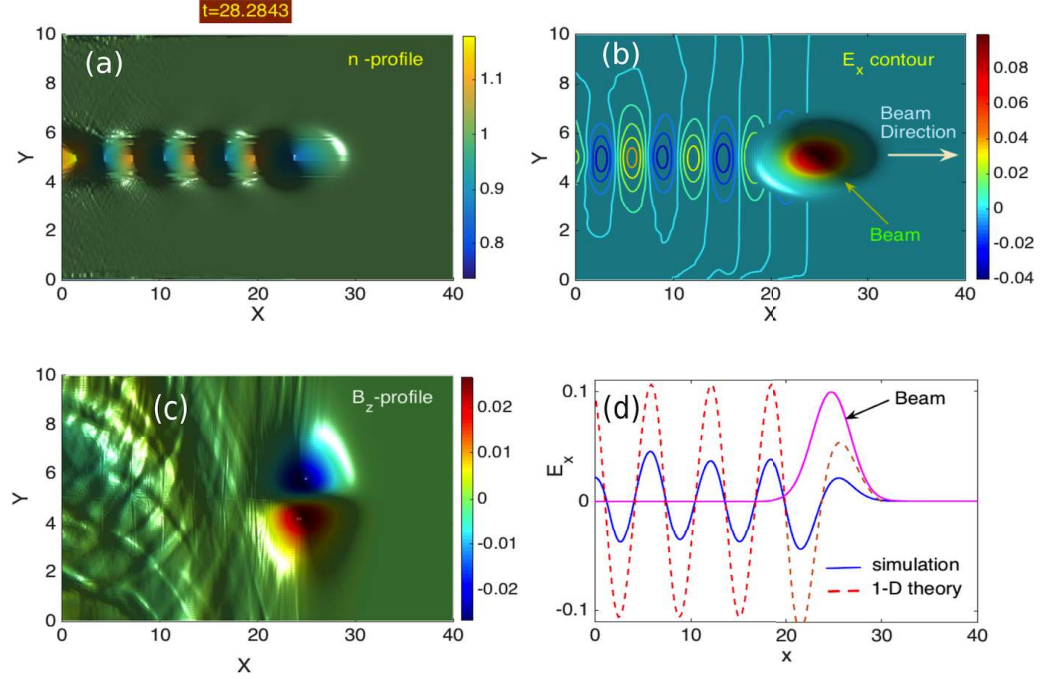 t=28.2843
(a)
n -profile
10
8
6
4
2
0
Y
0
10
20
30
40
X
1.1
1
0.9
0.8
(b)
E_x contour
Beam
Direction
Beam
10
8
6
4
2
0
Y
0
10
20
30
40
X
0.08
0.06
0.04
0.02
0
-0.02
-0.04
(c)
B_z-profile
10
8
6
4
2
0
Y
0
10
20
30
40
X
0.02
0.01
0
-0.01
-0.02
(d)
Beam
0.1
0
-0.1
E_x
simulation
1-D theory
0
10
20
30
40
x